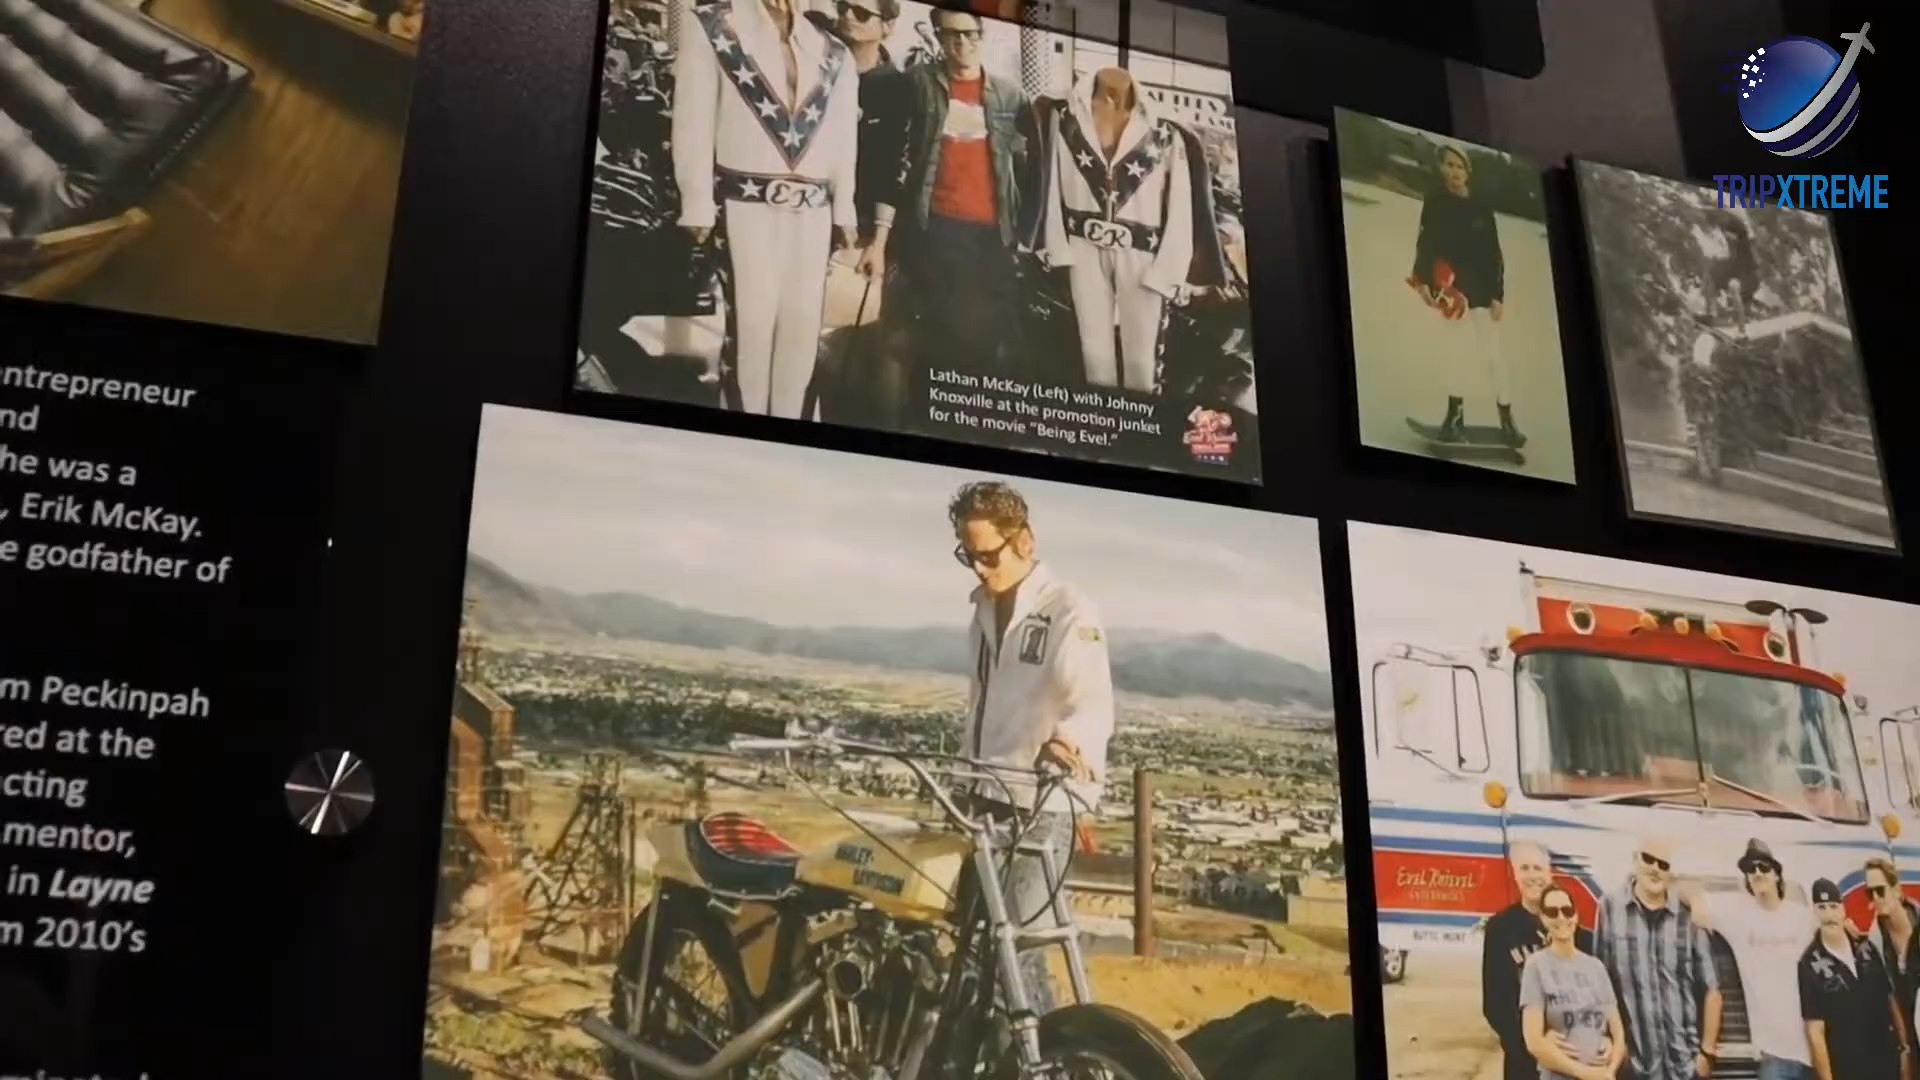 ntrepreneur
nd
he was a
, Erik McKay.
e godfather of
m Peckinpah
red at the
cting
mentor,
in Layne
m 2010's
EK
EK
Lathan McKay (Left) with Johnny
Knoxville at the promotion junket
for the movie "Being Evel."
HARLEY-
DAVIDSON
Evel Knievel
TRIPXTREME